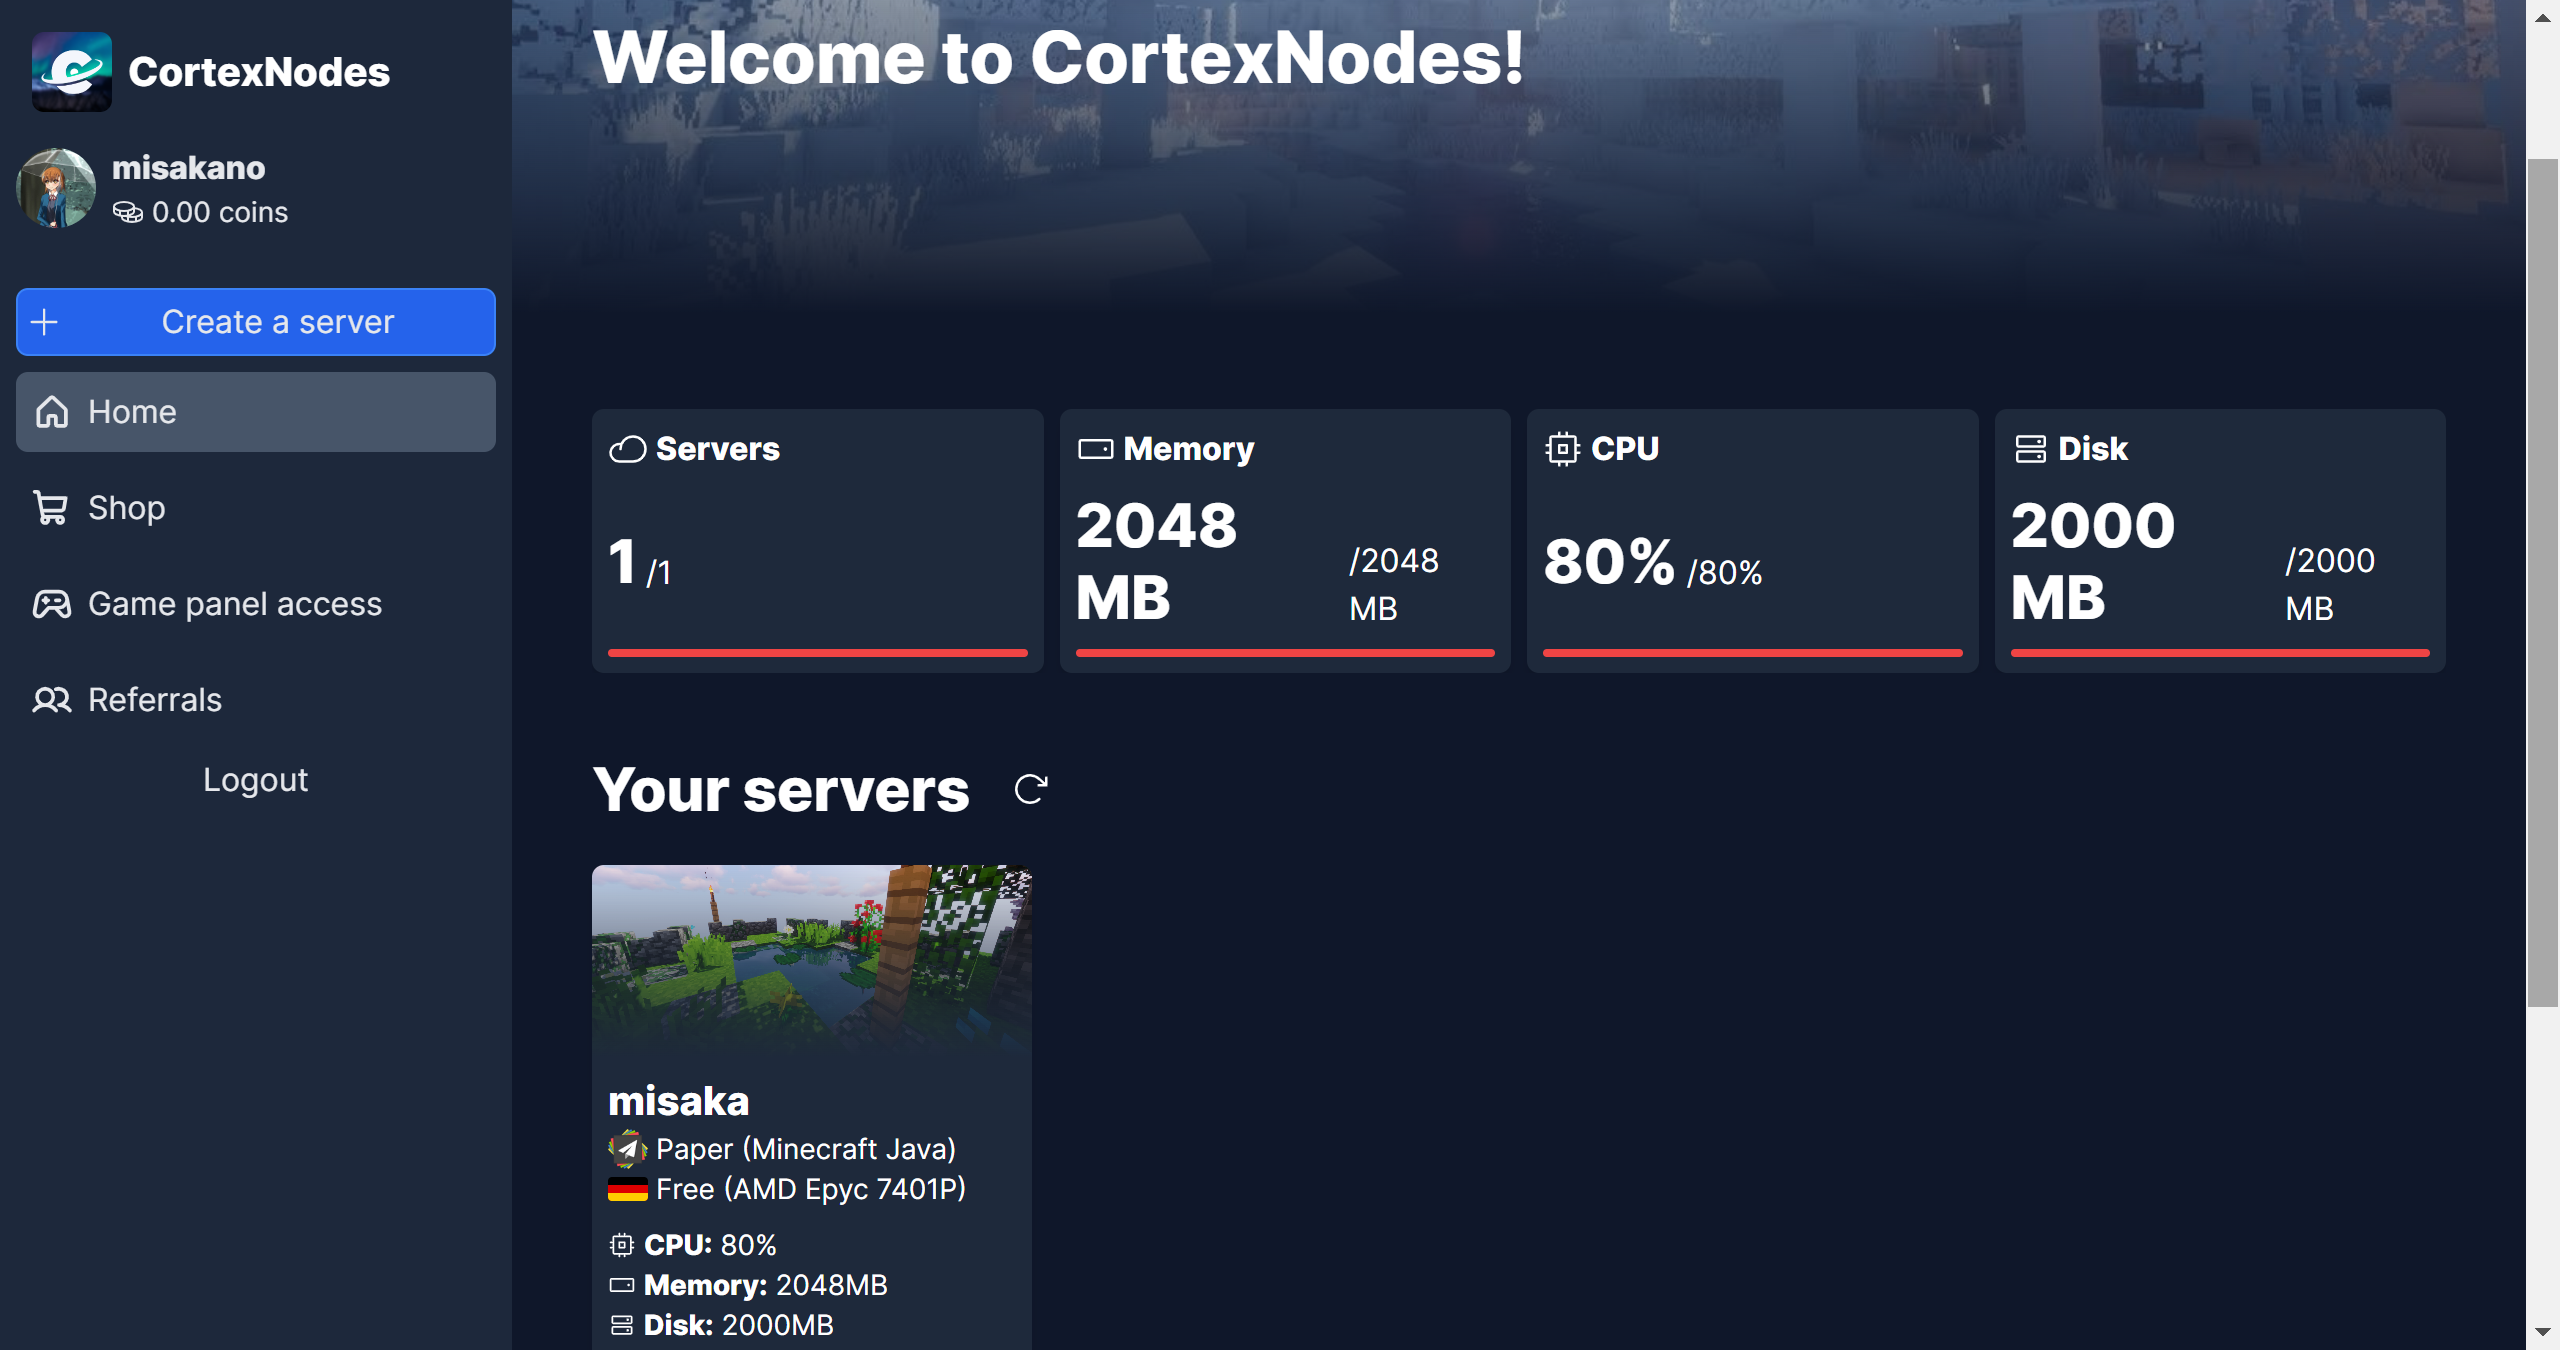 CortexNodes
misakano
0.00 coins
Create a server
Home
Shop
Game panel access
Referrals
Logout
Welcome to CortexNodes!
Servers
1 /1
Memory
2048
MB
/2048
MB
CPU
80% /80%
Disk
2000
MB
/2000
MB
Your servers
misaka
Paper (Minecraft Java)
Free (AMD Epyc 7401P)
CPU: 80%
Memory: 2048MB
Disk: 2000MB